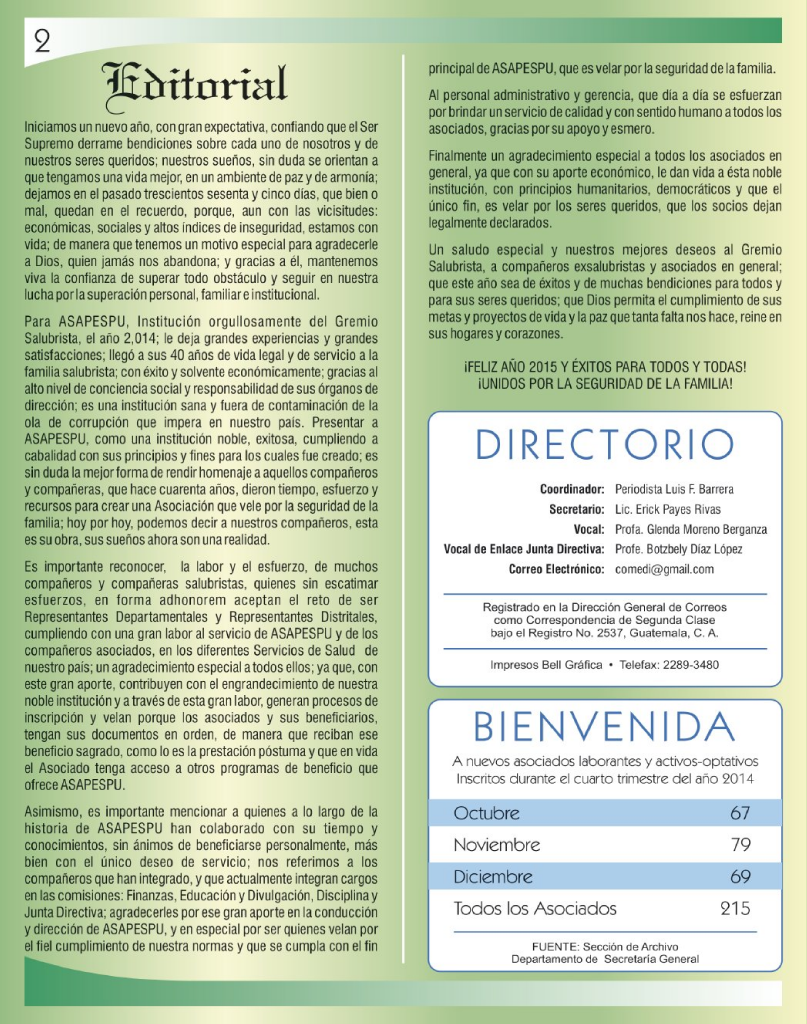 2
Editorial
Iniciamos un nuevo año, con gran expectativa, confiando que el Ser
Supremo derrame bendiciones sobre cada uno de nosotros y de
nuestros seres queridos; nuestros sueños, sin duda se orientan a
que tengamos una vida mejor, en un ambiente de paz y de armonía;
dejamos en el pasado trescientos sesenta y cinco días, que bien o
mal, quedan en el recuerdo, porque, aun con las vicisitudes:
económicas, sociales y altos índices de inseguridad, estamos con
vida; de manera que tenemos un motivo especial para agradecerle
a Dios, quien jamás nos abandona; y gracias a él, mantenemos
viva la confianza de superar todo obstáculo y seguir en nuestra
lucha por la superación personal, familiar e institucional.
Para ASAPESPU, Institución orgullosamente del Gremio
Salubrista, el año 2,014; le deja grandes experiencias y grandes
satisfacciones; llegó a sus 40 años de vida legal y de servicio a la
familia salubrista; con éxito y solvente económicamente; gracias al
alto nivel de conciencia social y responsabilidad de sus órganos de
dirección; es una institución sana y fuera de contaminación de la
ola de corrupción que impera en nuestro país. Presentar a
ASAPESPU, como una institución noble, exitosa, cumpliendo a
cabalidad con sus principios y fines para los cuales fue creado; es
sin duda la mejor forma de rendir homenaje a aquellos compañeros
y compañeras, que hace cuarenta años, dieron tiempo, esfuerzo y
recursos para crear una Asociación que vele por la seguridad de la
familia; hoy por hoy, podemos decir a nuestros compañeros, esta
es su obra, sus sueños ahora son una realidad.
Es importante reconocer, la labor y el esfuerzo, de muchos
compañeros y compañeras salubristas, quienes sin escatimar
esfuerzos, en forma adhonorem aceptan el reto de ser
Representantes Departamentales y Representantes Distritales,
cumpliendo con una gran labor al servicio de ASAPESPU y de los
compañeros asociados, en los diferentes Servicios de Salud de
nuestro país; un agradecimiento especial a todos ellos; ya que, con
este gran aporte, contribuyen con el engrandecimiento de nuestra
noble institución y a través de esta gran labor, generan procesos de
inscripción y velan porque los asociados y sus beneficiarios,
tengan sus documentos en orden, de manera que reciban ese
beneficio sagrado, como lo es la prestación póstuma y que en vida
el Asociado tenga acceso a otros programas de beneficio que
ofrece ASAPESPU.
Asimismo, es importante mencionar a quienes a lo largo de la
historia de ASAPESPU han colaborado con su tiempo y
conocimientos, sin ánimos de beneficiarse personalmente, más
bien con el único deseo de servicio; nos referimos a los
compañeros que han integrado, y que actualmente integran cargos
en las comisiones: Finanzas, Educación y Divulgación, Disciplina y
Junta Directiva; agradecerles por ese gran aporte en la conducción
y dirección de ASAPESPU, y en especial por ser quienes velan por
el fiel cumplimiento de nuestra normas y que se cumpla con el fin
principal de ASAPESPU, que es velar por la seguridad de la familia.
Al personal administrativo y gerencia, que día a día se esfuerzan
por brindar un servicio de calidad y con sentido humano a todos los
asociados, gracias por su apoyo y esmero.
Finalmente un agradecimiento especial a todos los asociados en
general, ya que con su aporte económico, le dan vida a ésta noble
institución, con principios humanitarios, democráticos y que el
único fin, es velar por los seres queridos, que los socios dejan
legalmente declarados.
Un saludo especial y nuestros mejores deseos al Gremio
Salubrista, a compañeros exsalubristas y asociados en general;
que este año sea de éxitos y de muchas bendiciones para todos y
para sus seres queridos; que Dios permita el cumplimiento de sus
metas y proyectos de vida y la paz que tanta falta nos hace, reine en
sus hogares y corazones.
¡FELIZ AÑO 2015 Y ÉXITOS PARA TODOS Y TODAS!
¡UNIDOS POR LA SEGURIDAD DE LA FAMILIA!
DIRECTORIO
Coordinador: Periodista Luis F. Barrera
Secretario: Lic. Erick Payes Rivas
Vocal: Profa. Glenda Moreno Berganza
Vocal de Enlace Junta Directiva: Profe. Botzbely Díaz López
Correo Electrónico: comedi@gmail.com
Registrado en la Dirección General de Correos
como Correspondencia de Segunda Clase
bajo el Registro No. 2537, Guatemala, C. A.
Impresos Bell Gráfica • Telefax: 2289-3480
BIENVENIDA
A nuevos asociados laborantes y activos-optativos
Inscritos durante el cuarto trimestre del año 2014
Octubre 67
Noviembre 79
Diciembre 69
Todos los Asociados 215
FUENTE: Sección de Archivo
Departamento de Secretaría General